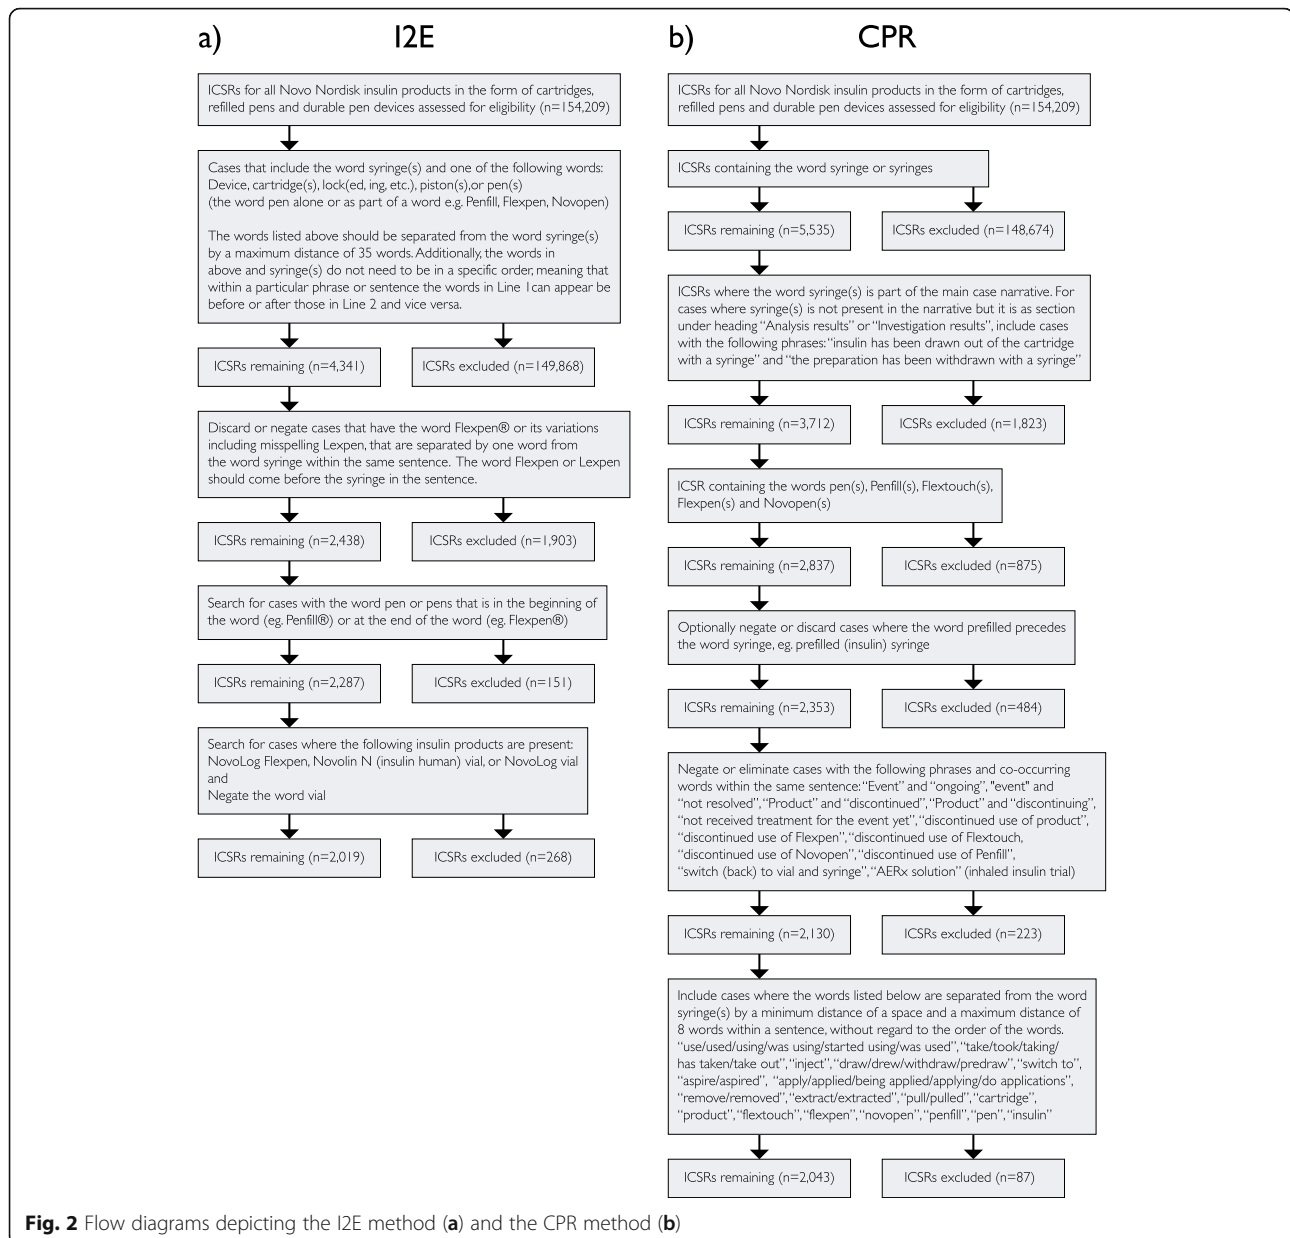 a) I2E
ICSRs for all Novo Nordisk insulin products in the form of cartridges,
refilled pens and durable pen devices assessed for eligibility (n=154,209)
Cases that include the word syringe(s) and one of the following words:
Device, cartridge(s), lock(ed, ing, etc.), piston(s),or pen(s)
(the word pen alone or as part of a word e.g. Penfill, Flexpen, Novopen)
The words listed above should be separated from the word syringe(s)
by a maximum distance of 35 words. Additionally, the words in
above and syringe(s) do not need to be in a specific order, meaning that
within a particular phrase or sentence the words in Line 1can appear be
before or after those in Line 2 and vice versa.
ICSRs remaining (n=4,341)
ICSRs excluded (n=149,868)
Discard or negate cases that have the word Flexpen® or its variations
including misspelling Lexpen, that are separated by one word from
the word syringe within the same sentence. The word Flexpen or Lexpen
should come before the syringe in the sentence.
ICSRs remaining (n=2,438)
ICSRs excluded (n=1,903)
Search for cases with the word pen or pens that is in the beginning of
the word (eg. Penfill®) or at the end of the word (eg. Flexpen®)
ICSRs remaining (n=2,287)
ICSRs excluded (n=151)
Search for cases where the following insulin products are present:
NovoLog Flexpen, Novolin N (insulin human) vial, or NovoLog vial
and
Negate the word vial
ICSRs remaining (n=2,019)
ICSRs excluded (n=268)
b) CPR
ICSRs for all Novo Nordisk insulin products in the form of cartridges,
refilled pens and durable pen devices assessed for eligibility (n=154,209)
ICSRs containing the word syringe or syringes
ICSRs remaining (n=5,535)
ICSRs excluded (n=148,674)
ICSRs where the word syringe(s) is part of the main case narrative. For
cases where syringe(s) is not present in the narrative but it is as section
under heading "Analysis results" or "Investigation results", include cases
with the following phrases: "insulin has been drawn out of the cartridge
with a syringe" and "the preparation has been withdrawn with a syringe"
ICSRs remaining (n=3,712)
ICSRs excluded (n=1,823)
ICSR containing the words pen(s), Penfill(s), Flextouch(s),
Flexpen(s) and Novopen(s)
ICSRs remaining (n=2,837)
ICSRs excluded (n=875)
Optionally negate or discard cases where the word prefilled precedes
the word syringe, eg. prefilled (insulin) syringe
ICSRs remaining (n=2,353)
ICSRs excluded (n=484)
Negate or eliminate cases with the following phrases and co-occurring
words within the same sentence: "Event" and "ongoing", "event" and
"not resolved", "Product" and "discontinued", "Product" and "discontinuing",
"not received treatment for the event yet", "discontinued use of product",
"discontinued use of Flexpen", "discontinued use of Flextouch,
"discontinued use of Novopen", "discontinued use of Penfill",
"switch (back) to vial and syringe", "AERx solution" (inhaled insulin trial)
ICSRs remaining (n=2,130)
ICSRs excluded (n=223)
Include cases where the words listed below are separated from the word
syringe(s) by a minimum distance of a space and a maximum distance of
8 words within a sentence, without regard to the order of the words.
"use/used/using/was using/started using/was used", "take/took/taking/
has taken/take out", "inject", "draw/drew/withdraw/predraw", "switch to",
"aspire/aspired", "apply/applied/being applied/applying/do applications",
"remove/removed", "extract/extracted", "pull/pulled", "cartridge",
"product", "flextouch", "flexpen", "novopen", "penfill", "pen", "insulin"
ICSRs remaining (n=2,043)
ICSRs excluded (n=87)
Fig. 2 Flow diagrams depicting the I2E method (a) and the CPR method (b)